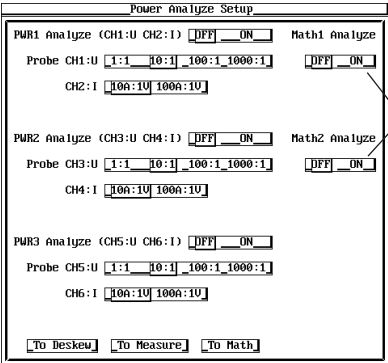 Power Analyze Setup
PWR1 Analyze (CH1:U CH2:I) OFF ON Math1 Analyze
Probe CH1:U 1:1 10:1 100:1 1000:1 OFF ON
CH2:I 10A:1V 100A:1V
PWR2 Analyze (CH3:U CH4:I) OFF ON Math2 Analyze
Probe CH3:U 1:1 10:1 100:1 1000:1 OFF ON
CH4:I 10A:1V 100A:1V
PWR3 Analyze (CH5:U CH6:I) OFF ON
Probe CH5:U 1:1 10:1 100:1 1000:1
CH6:I 10A:1V 100A:1V
To Deskew To Measure To Math